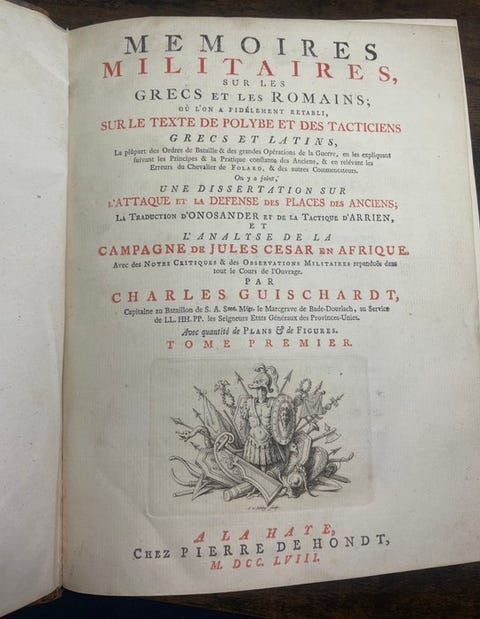 MEMOIRES
MILITAIRES,
SUR LES
GRECS ET LES ROMAINS;
OÙ L'ON A FIDÉLEMENT RETABLI,
SUR LE TEXTE DE POLYBE ET DES TACTICIENS
GRECS ET LATINS,
La plûpart des Ordres de Bataille & des grandes Opérations de la Guerre, en les expliquant
suivant les Principes & la Pratique constante des Anciens, & en relévant les
Erreurs du Chevalier de FOLARD, & des autres Commentateurs.
On y a joint,
UNE DISSERTATION SUR
L'ATTAQUE ET LA DEFENSE DES PLACES DES ANCIENS;
LA TRADUCTION D'ONOSANDER ET DE LA TACTIQUE D'ARRIEN,
ET
L'ANALYSE DE LA
CAMPAGNE DE JULES CESAR EN AFRIQUE.
Avec des NOTES CRITIQUES & des OBSERVATIONS MILITAIRES repanduës dans
tout le Cours de l'Ouvrage.
PAR
CHARLES GUISCHARDT,
Capitaine au Bataillon de S. A. Sme. Mgr. le Marcgrave de Bade-Dourlach, au Service
de LL. HH. PP. les Seigneurs Etats Généraux des Provinces-Unies.
Avec quantité de PLANS & de FIGURES.
TOME PREMIER.
A LA HAYE,
CHEZ PIERRE DE HONDT,
M. DCC. LVIII.